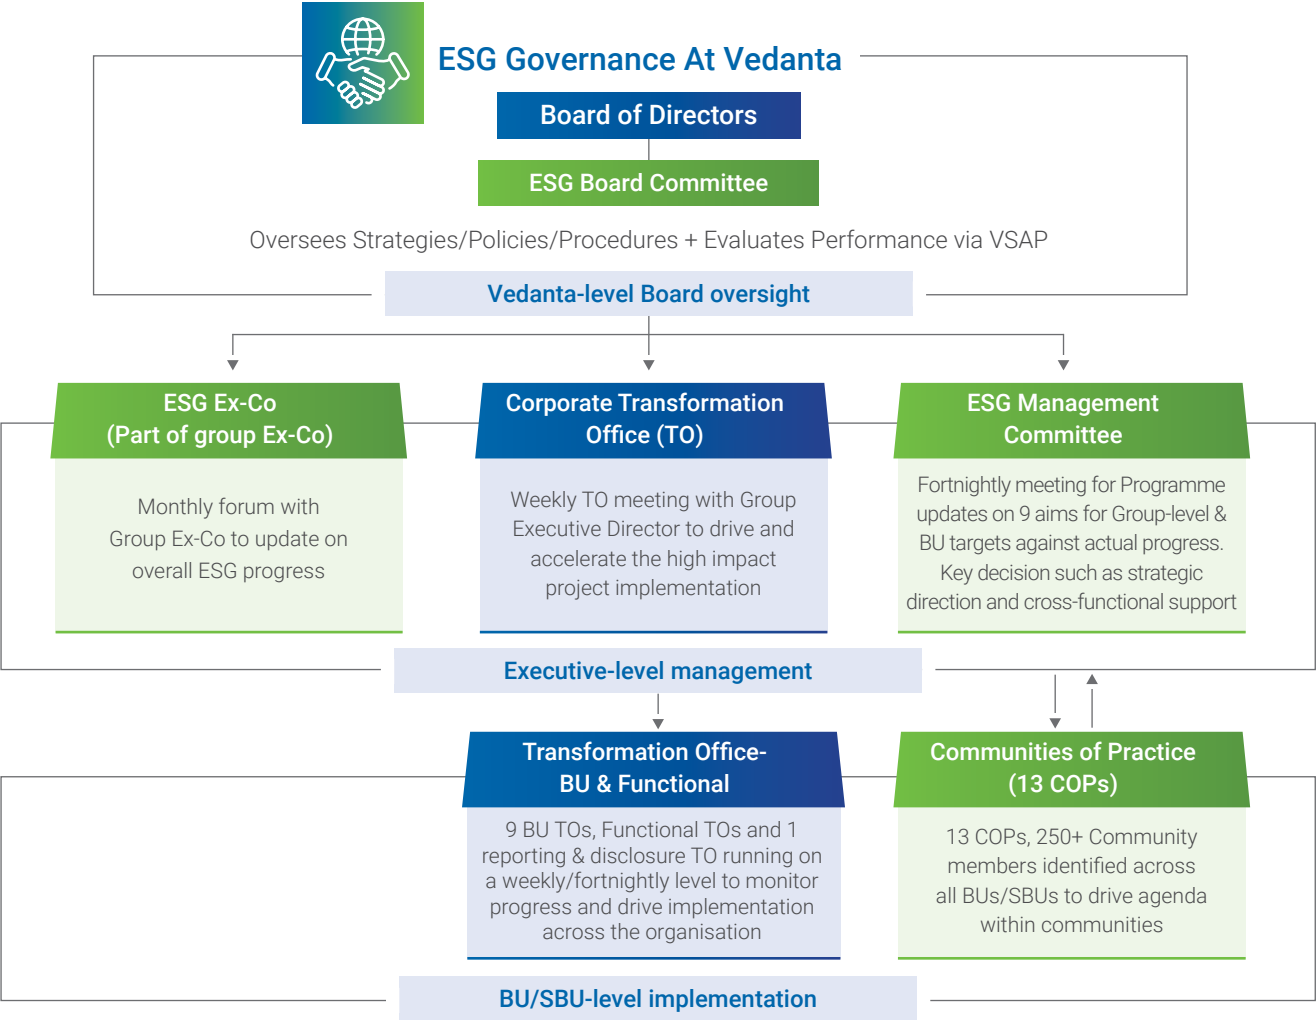 ESG Governance At Vedanta
Board of Directors
ESG Board Committee
Oversees Strategies/Policies/Procedures + Evaluates Performance via VSAP
Vedanta-level Board oversight
ESG Ex-Co
(Part of group Ex-Co)
Monthly forum with
Group Ex-Co to update on
overall ESG progress
Corporate Transformation
Office (TO)
Weekly TO meeting with Group
Executive Director to drive and
accelerate the high impact
project implementation
ESG Management
Committee
Fortnightly meeting for Programme
updates on 9 aims for Group-level &
BU targets against actual progress.
Key decision such as strategic
direction and cross-functional support
Executive-level management
Transformation Office-
BU & Functional
9 BU TOs, Functional TOs and 1
reporting & disclosure TO running on
a weekly/fortnightly level to monitor
progress and drive implementation
across the organisation
Communities of Practice
(13 COPs)
13 COPs, 250+ Community
members identified across
all BUs/SBUs to drive agenda
within communities
BU/SBU-level implementation